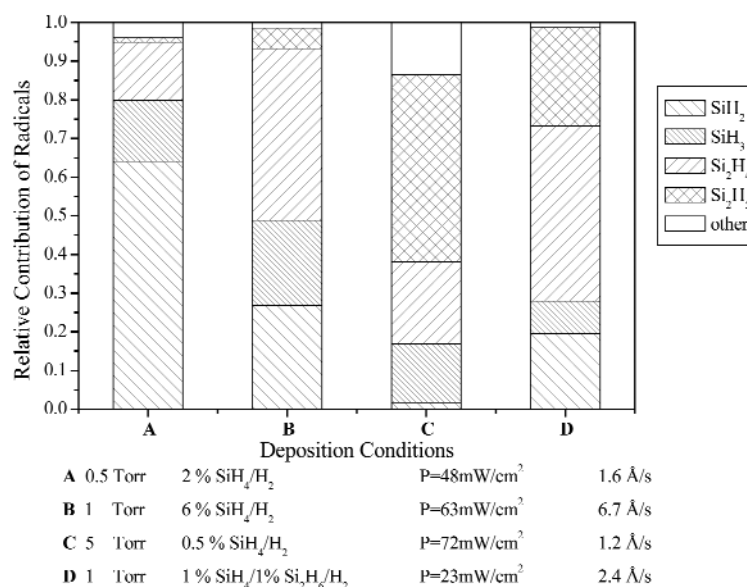 1.0
0.9
0.8
0.7
0.6
0.5
0.4
0.3
0.2
0.1
0.0
Relative Contribution of Radicals
A B C D
Deposition Conditions
SiH₂
SiH₃
Si₂H₄
Si₂H₅
other
A 0.5 Torr 2 % SiH₄/H₂ P=48mW/cm² 1.6 Å/s
B 1 Torr 6 % SiH₄/H₂ P=63mW/cm² 6.7 Å/s
C 5 Torr 0.5 % SiH₄/H₂ P=72mW/cm² 1.2 Å/s
D 1 Torr 1 % SiH₄/1% Si₂H₆/H₂ P=23mW/cm² 2.4 Å/s